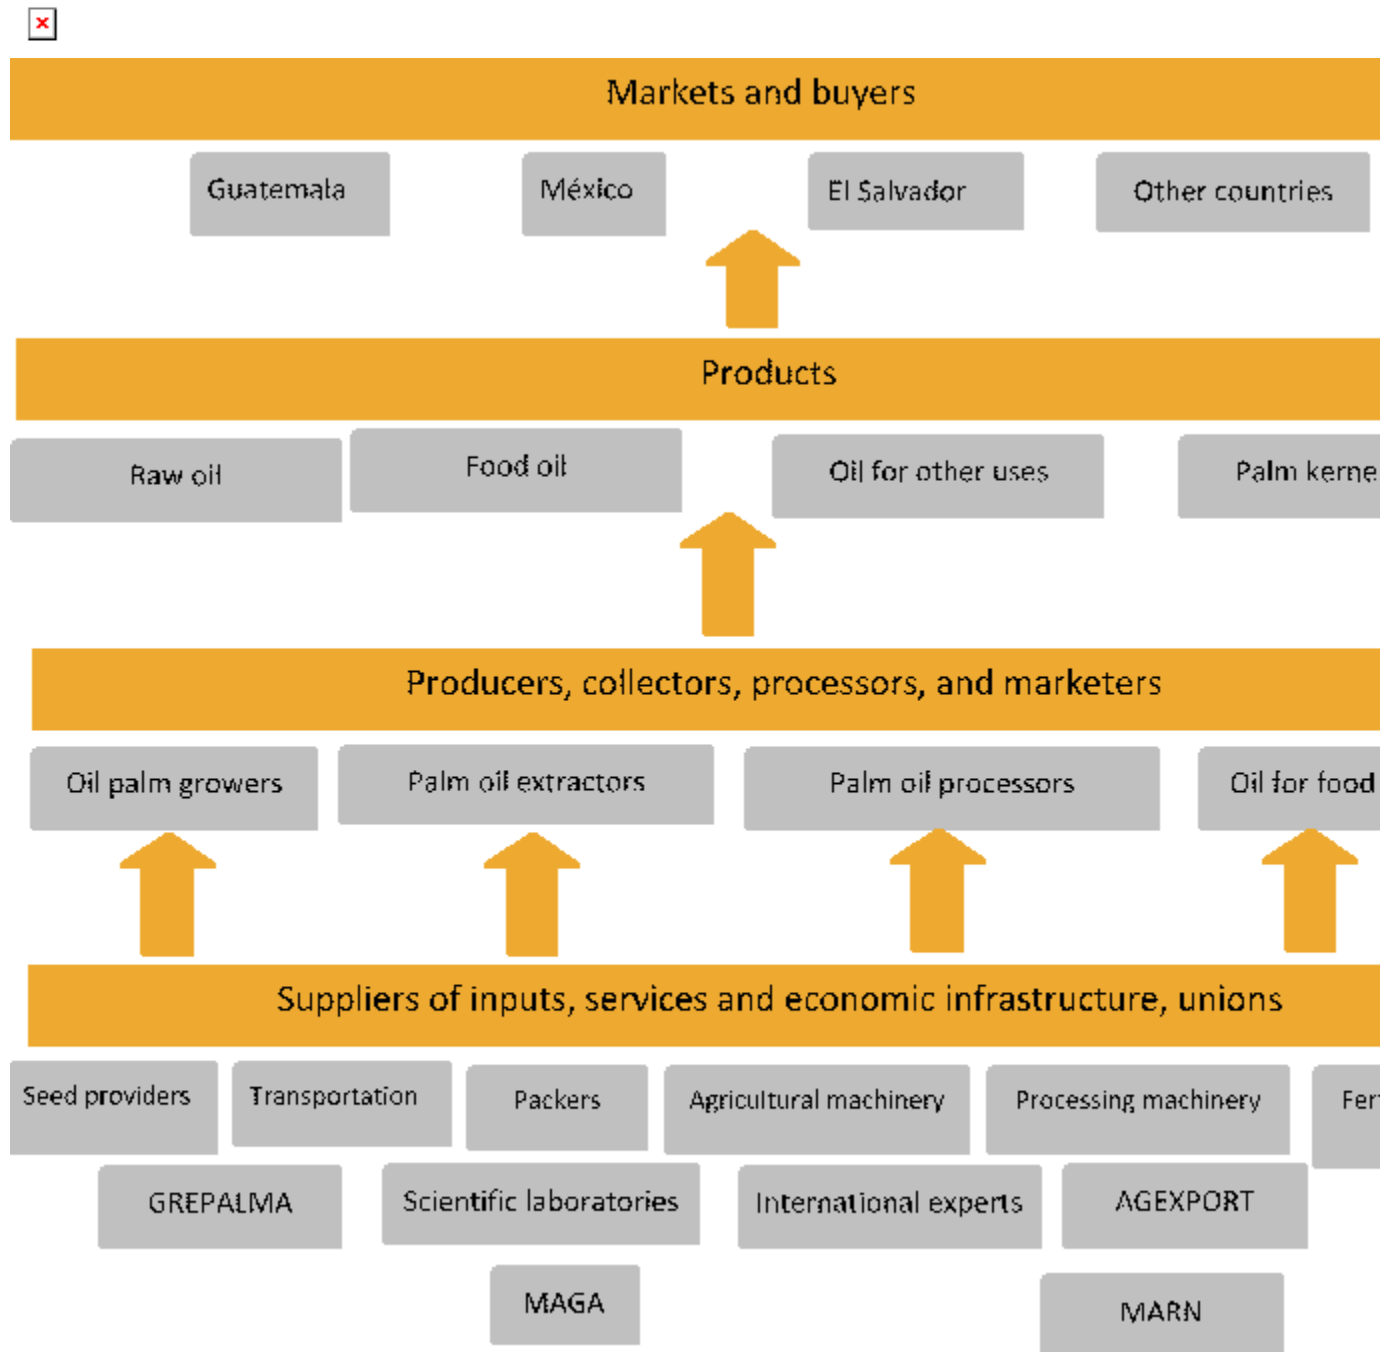 Markets and buyers
Guatemala
México
El Salvador
Other countries
Products
Raw oil
Food oil
Oil for other uses
Palm kerne
Producers, collectors, processors, and marketers
Oil palm growers
Palm oil extractors
Palm oil processors
Oil for food
Suppliers of inputs, services and economic infrastructure, unions
Seed providers
Transportation
Packers
Agricultural machinery
Processing machinery
Fer
GREPALMA
Scientific laboratories
International experts
AGEXPORT
MAGA
MARN